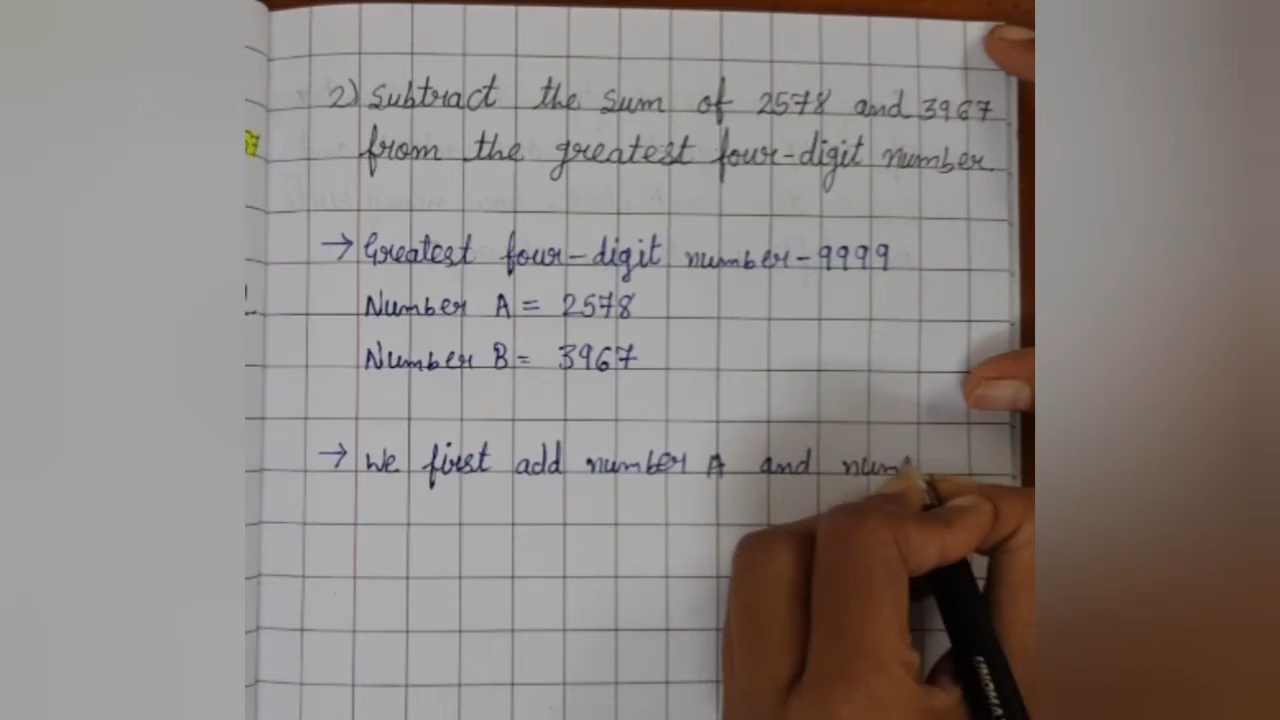 2) Subtract the sum of 2578 and 3967
from the greatest four-digit number
→ Greatest four-digit number - 9999
Number A = 2578
Number B = 3967
→ We first add number A and num